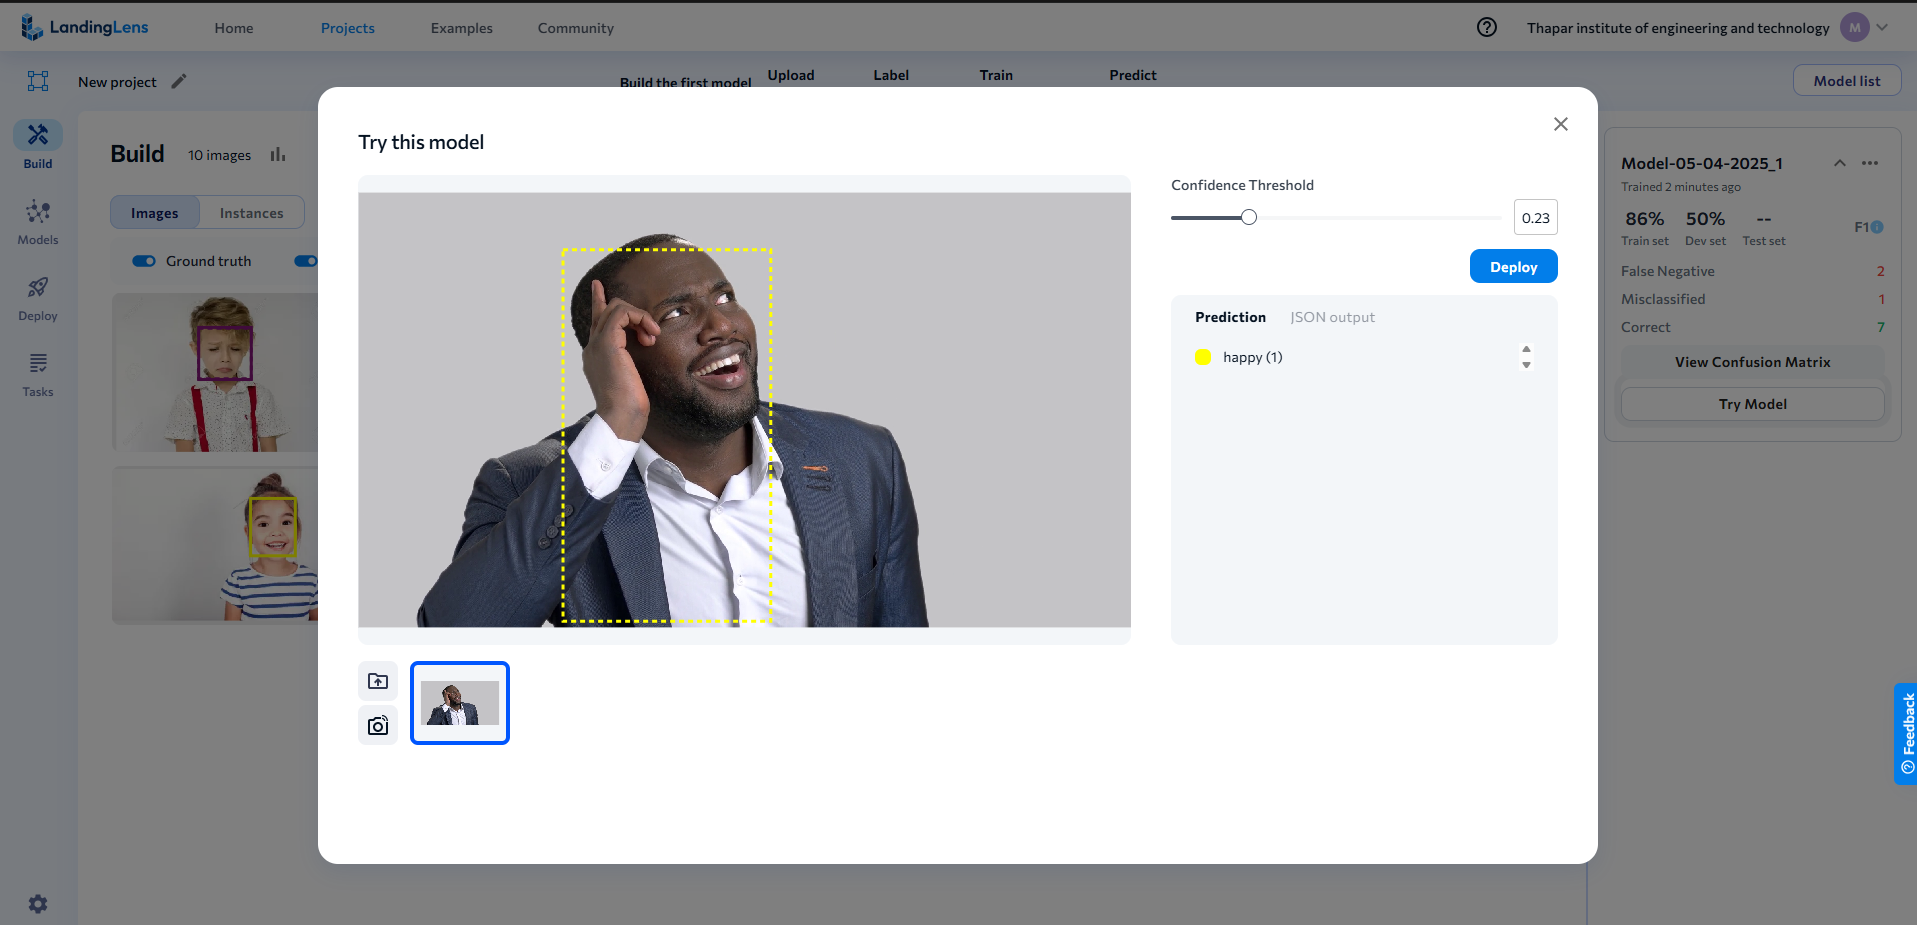 LandingLens
Home
Projects
Examples
Community
Thapar institute of engineering and technology
M
New project
Build the first model
Upload
Label
Train
Predict
Model list
Build
Models
Deploy
Tasks
Build
10 images
Images
Instances
Ground truth
Try this model
Confidence Threshold
0.23
Deploy
Prediction
JSON output
happy (1)
Model-05-04-2025_1
Trained 2 minutes ago
86%
50%
--
Train set
Dev set
Test set
F1
False Negative
2
Misclassified
1
Correct
7
View Confusion Matrix
Try Model
Feedback